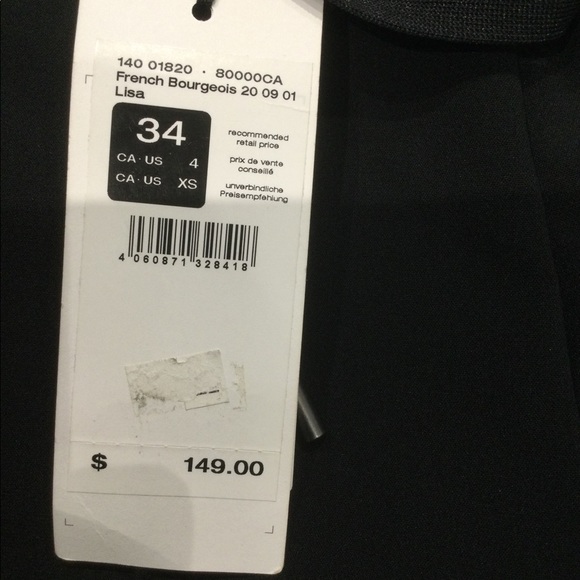 140 01820 · 80000CA
French Bourgeois 20 09 01
Lisa
34
CA·US 4
CA·US XS
recommended
retail price
prix de vente
conseillé
unverbindliche
Preisempfehlung
4 060871 328418
$ 149.00